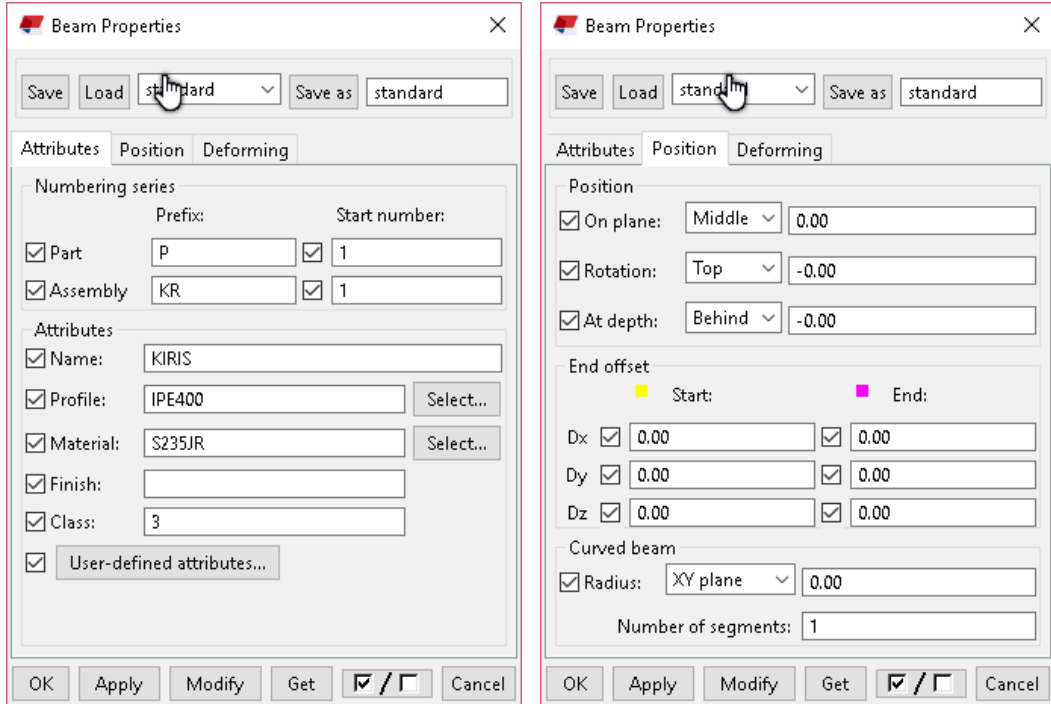 Beam Properties
Save Load standard Save as standard
Attributes Position Deforming
Numbering series
Prefix: Start number:
Part P 1
Assembly KR 1
Attributes
Name: KIRIS
Profile: IPE400 Select...
Material: S235JR Select...
Finish:
Class: 3
User-defined attributes...
OK Apply Modify Get / Cancel
Beam Properties
Save Load standard Save as standard
Attributes Position Deforming
Position
On plane: Middle 0.00
Rotation: Top -0.00
At depth: Behind -0.00
End offset
Start: End:
Dx 0.00 0.00
Dy 0.00 0.00
Dz 0.00 0.00
Curved beam
Radius: XY plane 0.00
Number of segments: 1
OK Apply Modify Get / Cancel